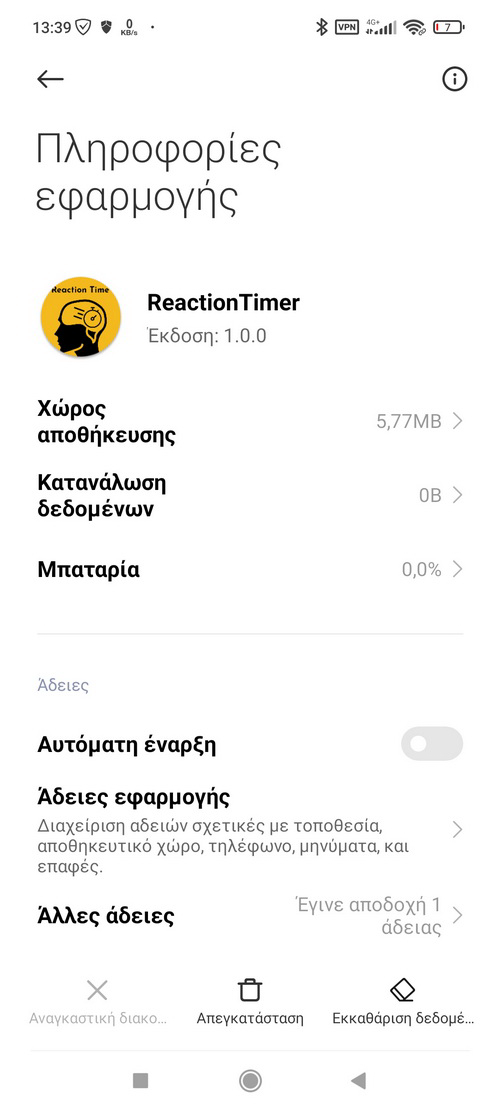 13:39 0 KB/s VPN 4G+ 7
Πληροφορίες
εφαρμογής
Reaction Time
ReactionTimer
Έκδοση: 1.0.0
Χώρος
αποθήκευσης
5,77MB
Κατανάλωση
δεδομένων
0B
Μπαταρία
0,0%
Άδειες
Αυτόματη έναρξη
Άδειες εφαρμογής
Διαχείριση αδειών σχετικές με τοποθεσία,
αποθηκευτικό χώρο, τηλέφωνο, μηνύματα, και
επαφές.
Άλλες άδειες
Έγινε αποδοχή 1
άδειας
Αναγκαστική διακο... Απεγκατάσταση Εκκαθάριση δεδομέ...